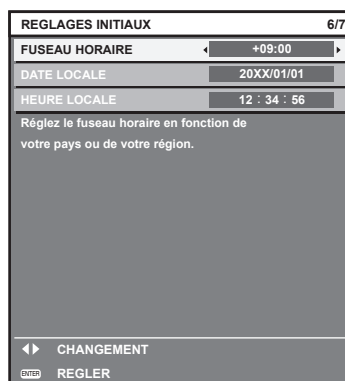 REGLAGES INITIAUX 6/7
FUSEAU HORAIRE +09:00
DATE LOCALE 20XX/01/01
HEURE LOCALE 12 : 34 : 56
Réglez le fuseau horaire en fonction de
votre pays ou de votre région.
CHANGEMENT
ENTER REGLER